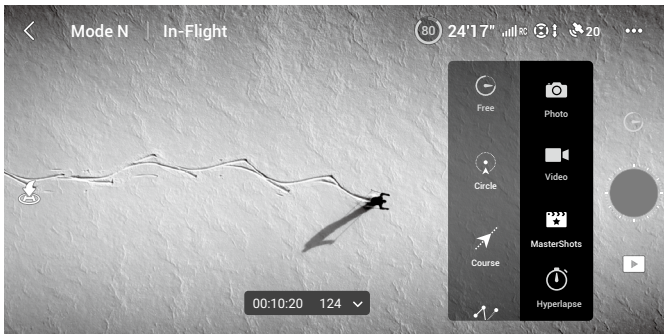 Mode N In-Flight 80 24'17" RC 20
Free
Photo
Circle
Video
Course
MasterShots
Hyperlapse
00:10:20 124